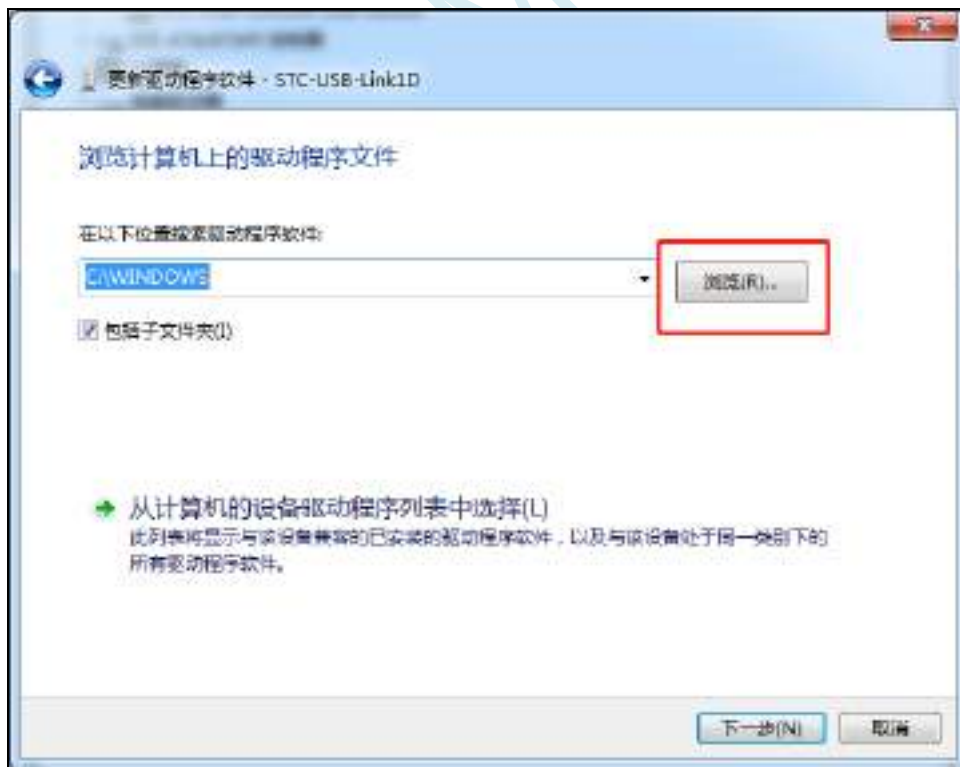 更新驱动程序软件 - STC-USB-Link1D
浏览计算机上的驱动程序文件
在以下位置搜索驱动程序软件:
C:\WINDOWS
浏览(R)...
包括子文件夹(I)
从计算机的设备驱动程序列表中选择(L)
此列表将显示与该设备兼容的已安装的驱动程序软件，以及与该设备处于同一类别下的
所有驱动程序软件。
下一步(N)
取消